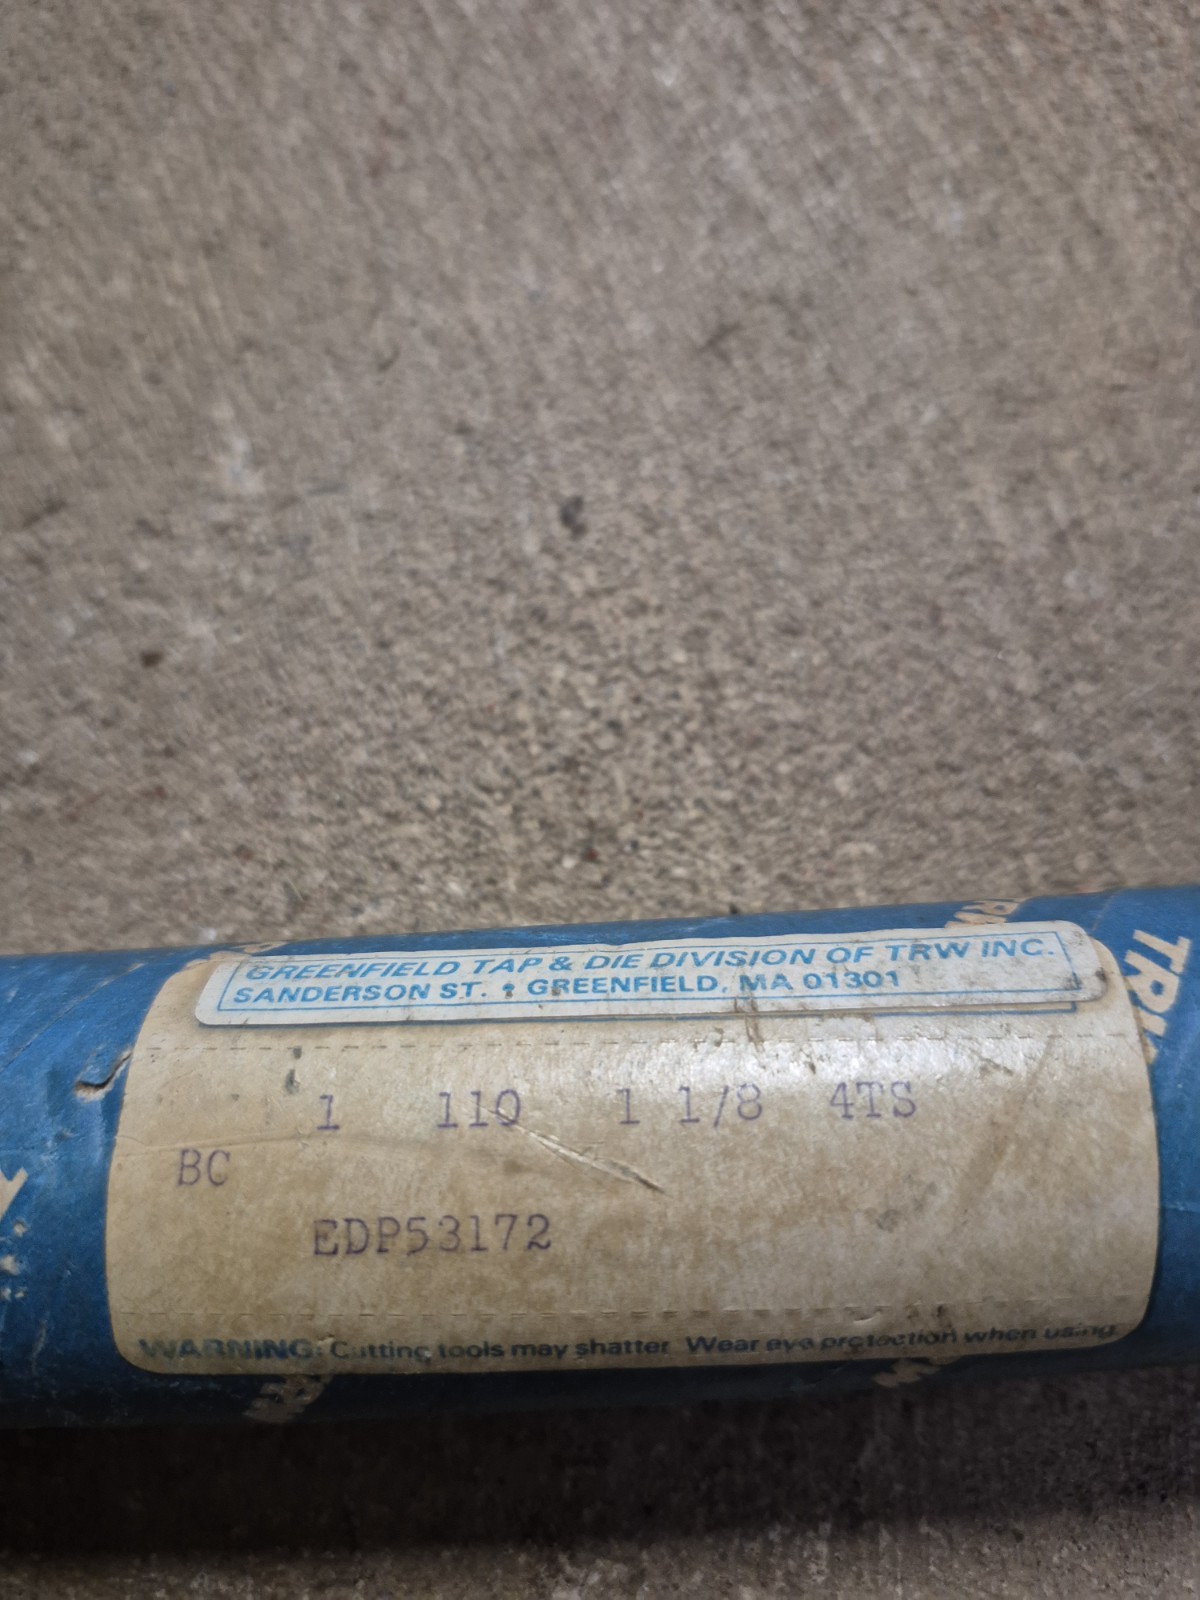 GREENFIELD TAP & DIE DIVISION OF TRW INC.
SANDERSON ST. • GREENFIELD, MA 01301
1 110 1 1/8 4TS
BC
EDP53172
WARNING: Cutting tools may shatter. Wear eye protection when using.
TRW